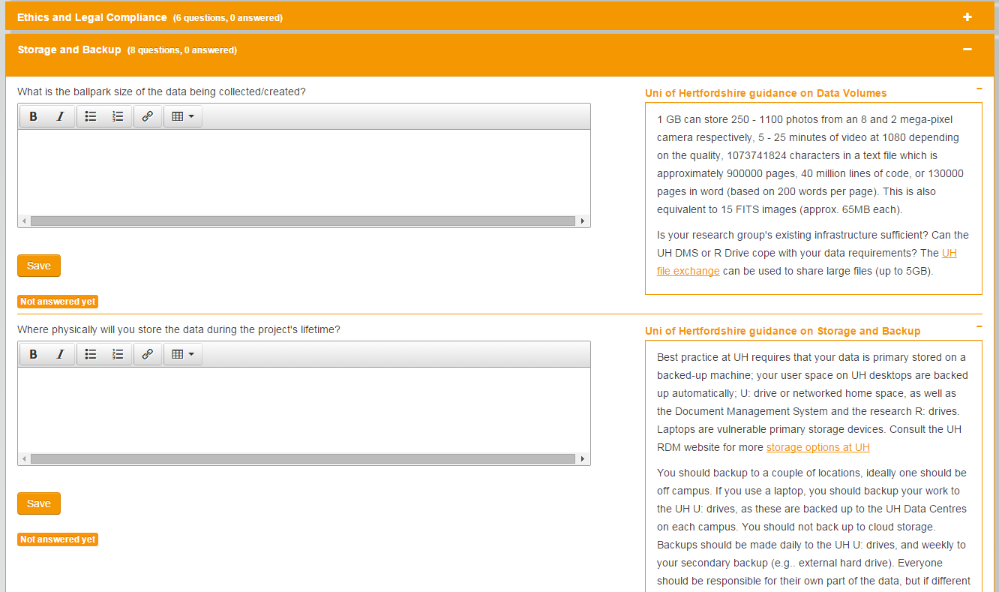 Ethics and Legal Compliance (6 questions, 0 answered)
Storage and Backup (8 questions, 0 answered)
What is the ballpark size of the data being collected/created?
B I
Save
Not answered yet
Uni of Hertfordshire guidance on Data Volumes
1 GB can store 250 - 1100 photos from an 8 and 2 mega-pixel
camera respectively, 5 - 25 minutes of video at 1080 depending
on the quality, 1073741824 characters in a text file which is
approximately 900000 pages, 40 million lines of code, or 130000
pages in word (based on 200 words per page). This is also
equivalent to 15 FITS images (approx. 65MB each).
Is your research group's existing infrastructure sufficient? Can the
UH DMS or R Drive cope with your data requirements? The UH
file exchange can be used to share large files (up to 5GB).
Where physically will you store the data during the project's lifetime?
B I
Save
Not answered yet
Uni of Hertfordshire guidance on Storage and Backup
Best practice at UH requires that your data is primary stored on a
backed-up machine; your user space on UH desktops are backed
up automatically; U: drive or networked home space, as well as
the Document Management System and the research R: drives.
Laptops are vulnerable primary storage devices. Consult the UH
RDM website for more storage options at UH
You should backup to a couple of locations, ideally one should be
off campus. If you use a laptop, you should backup your work to
the UH U: drives, as these are backed up to the UH Data Centres
on each campus. You should not back up to cloud storage.
Backups should be made daily to the UH U: drives, and weekly to
your secondary backup (e.g.. external hard drive). Everyone
should be responsible for their own part of the data, but if different